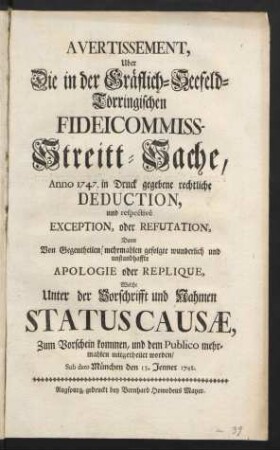 AVERTISSEMENT,
Uber
Die in der Gräflich-Seefeld-
Törringischen
FIDEICOMMISS-
Streitt-Sache,
Anno 1747. in Druck gegebene rechtliche
DEDUCTION,
und respectivè
EXCEPTION, oder REFUTATION,
Dann
Von Gegentheilen/ mehrmahlen gefolgte wunderlich und
unstandhaffte
APOLOGIE oder REPLIQUE,
Welche
Unter der Vorschrifft und Nahmen
STATUS CAUSÆ,
Zum Vorschein kommen, und dem Publico mehr-
mahlen mitgetheilet worden/
Sub dato München den 15. Jenner 1748.
Augspurg, gedruckt bey Bernhard Homodeus Mayer.
39